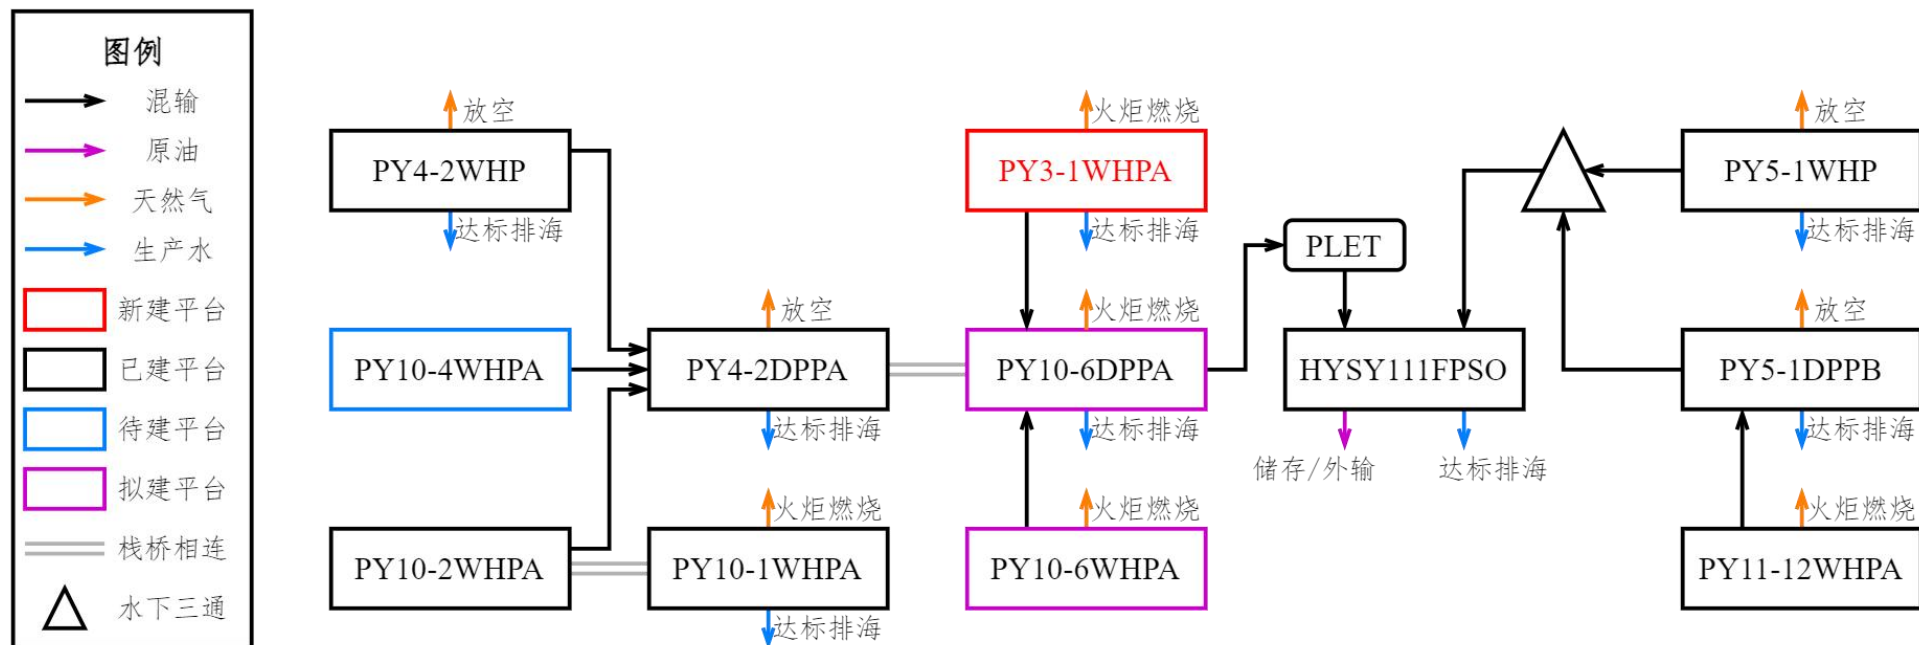 图例
混输
原油
天然气
生产水
新建平台
已建平台
待建平台
拟建平台
栈桥相连
水下三通
放空
PY4-2WHP
达标排海
PY10-4WHPA
PY10-2WHPA
放空
PY4-2DPPA
达标排海
火炬燃烧
PY10-1WHPA
达标排海
火炬燃烧
PY3-1WHPA
达标排海
火炬燃烧
PY10-6DPPA
达标排海
火炬燃烧
PY10-6WHPA
PLET
HYSY111FPSO
储存/外输
达标排海
放空
PY5-1WHP
达标排海
放空
PY5-1DPPB
达标排海
火炬燃烧
PY11-12WHPA